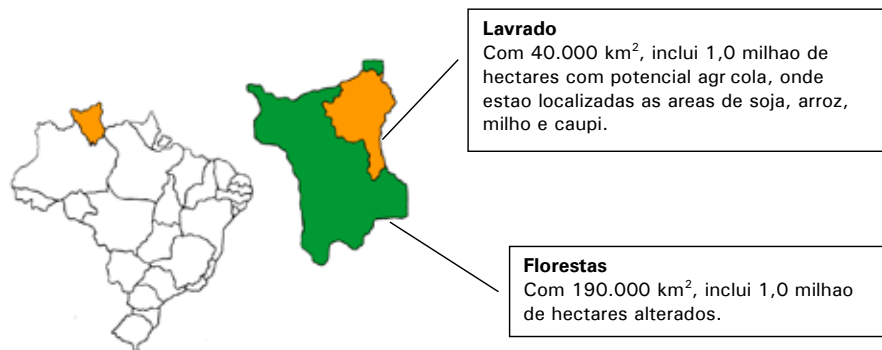 Lavrado
Com 40.000 km², inclui 1,0 milhao de
hectares com potencial agr cola, onde
estao localizadas as areas de soja, arroz,
milho e caupi.
Florestas
Com 190.000 km², inclui 1,0 milhao
de hectares alterados.